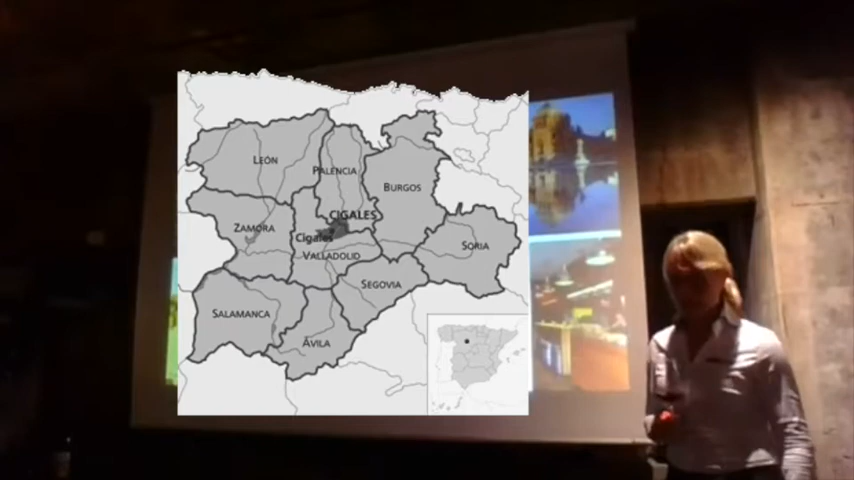 LEÓN
PALENCIA
BURGOS
CIGALES
ZAMORA
Cigales
SORIA
VALLADOLID
SEGOVIA
SALAMANCA
ÁVILA